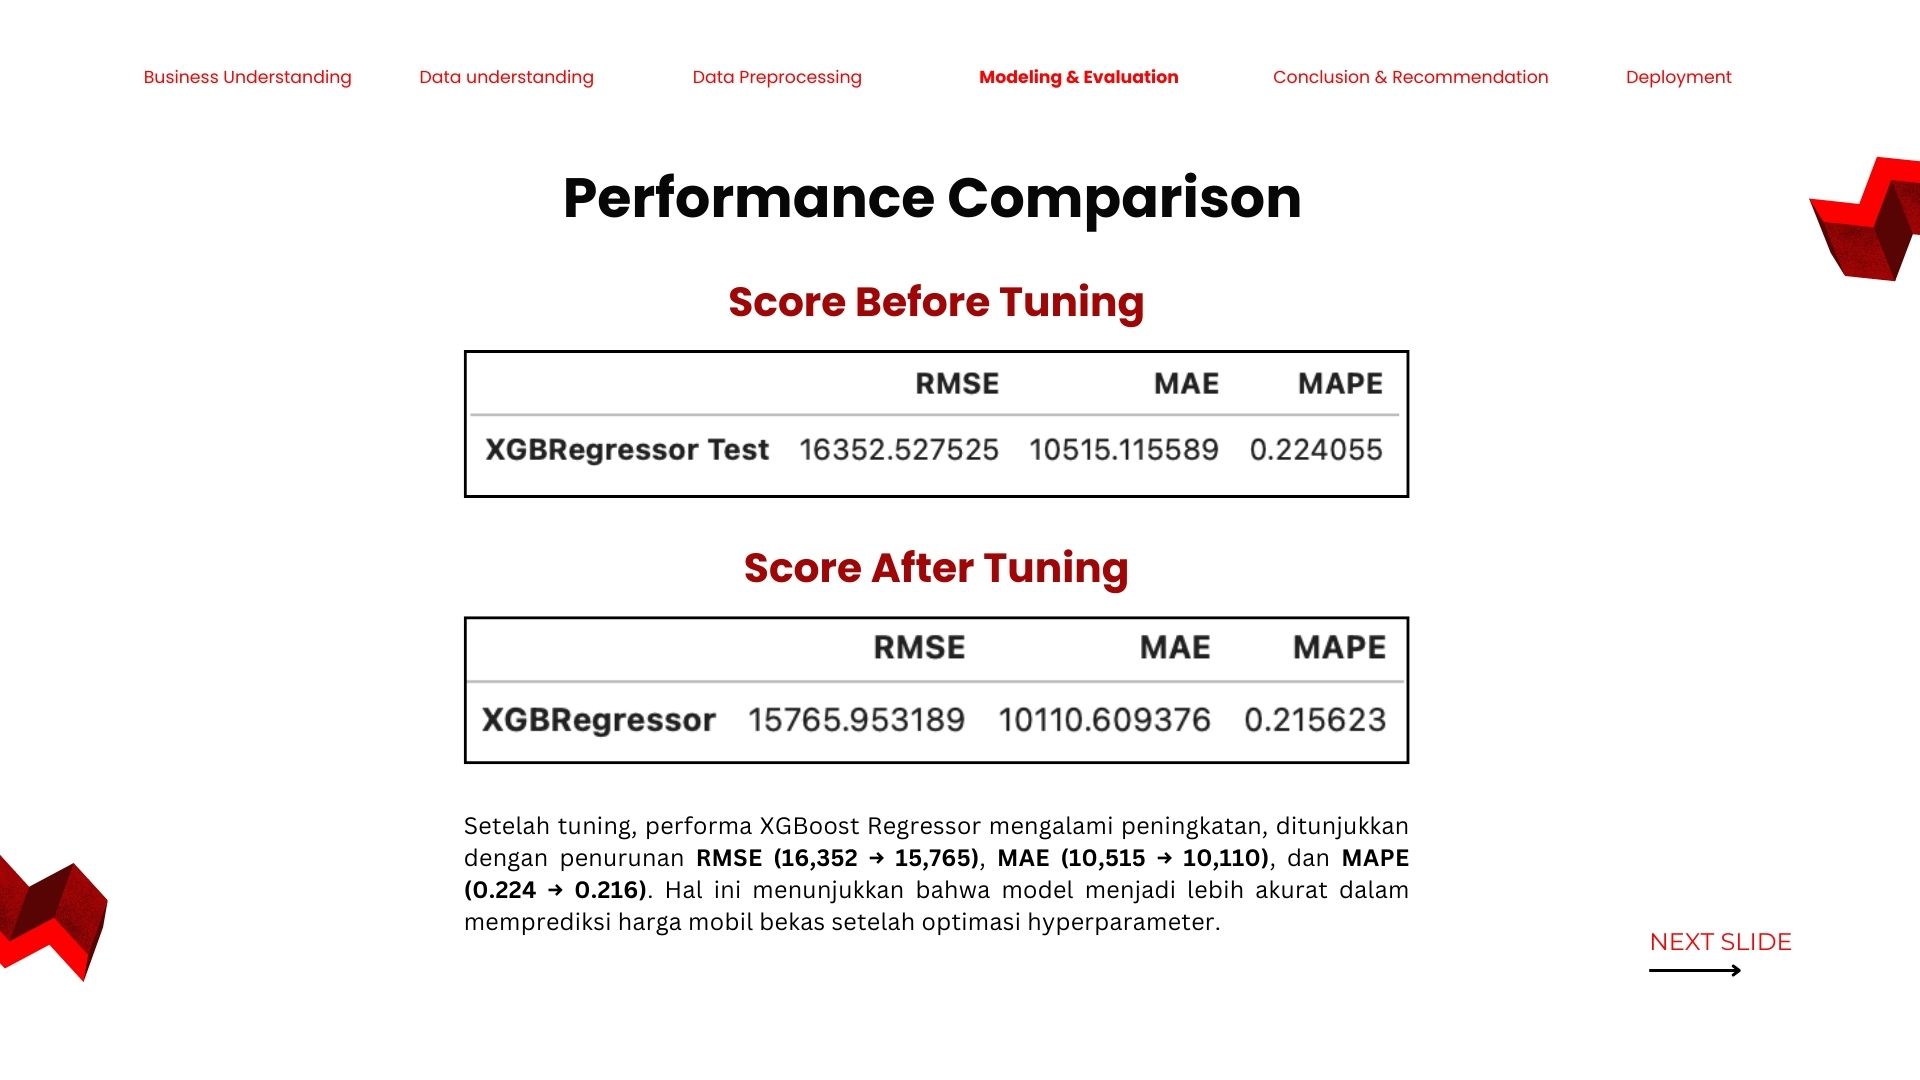 Business Understanding Data understanding Data Preprocessing Modeling & Evaluation Conclusion & Recommendation Deployment
Performance Comparison
Score Before Tuning
RMSE MAE MAPE
XGBRegressor Test 16352.527525 10515.115589 0.224055
Score After Tuning
RMSE MAE MAPE
XGBRegressor 15765.953189 10110.609376 0.215623
Setelah tuning, performa XGBoost Regressor mengalami peningkatan, ditunjukkan
dengan penurunan RMSE (16,352 → 15,765), MAE (10,515 → 10,110), dan MAPE
(0.224 → 0.216). Hal ini menunjukkan bahwa model menjadi lebih akurat dalam
memprediksi harga mobil bekas setelah optimasi hyperparameter.
NEXT SLIDE